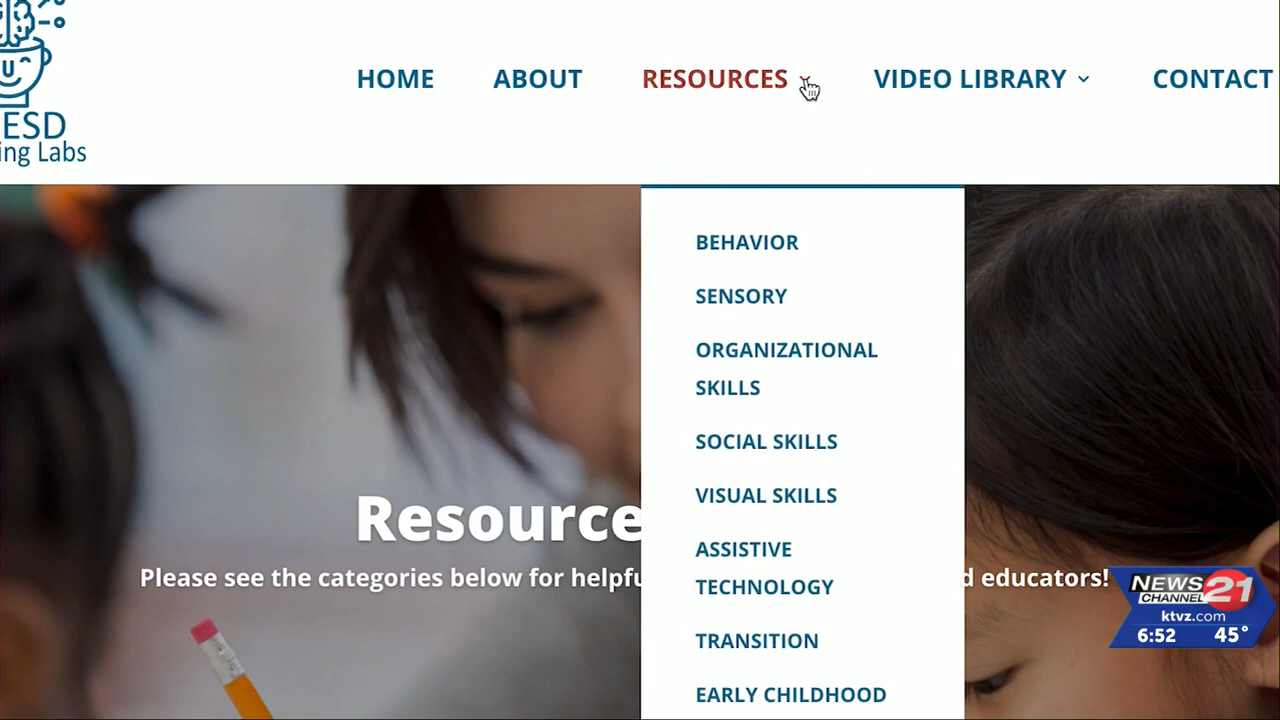 ESD
ing Labs
HOME ABOUT RESOURCES VIDEO LIBRARY CONTACT
BEHAVIOR
SENSORY
ORGANIZATIONAL
SKILLS
SOCIAL SKILLS
VISUAL SKILLS
ASSISTIVE
TECHNOLOGY
TRANSITION
EARLY CHILDHOOD
Resource
Please see the categories below for helpfu d educators!
NEWS
CHANNEL 21
ktvz.com
6:52 45°